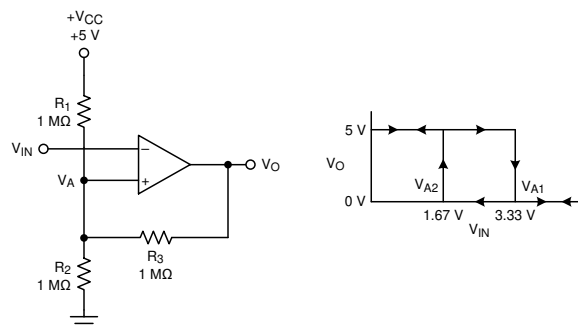 +VCC
+5 V
R1
1 MΩ
VIN
−
VO
VA
+
R3
1 MΩ
R2
1 MΩ
5 V
VO
VA2
VA1
0 V
1.67 V
3.33 V
VIN